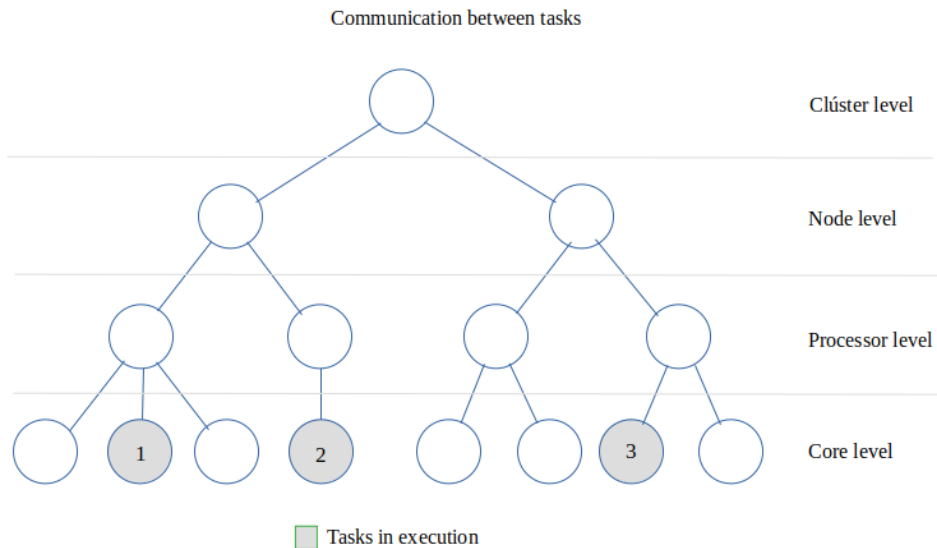 Communication between tasks
Clúster level
Node level
Processor level
1
2
3
Core level
Tasks in execution